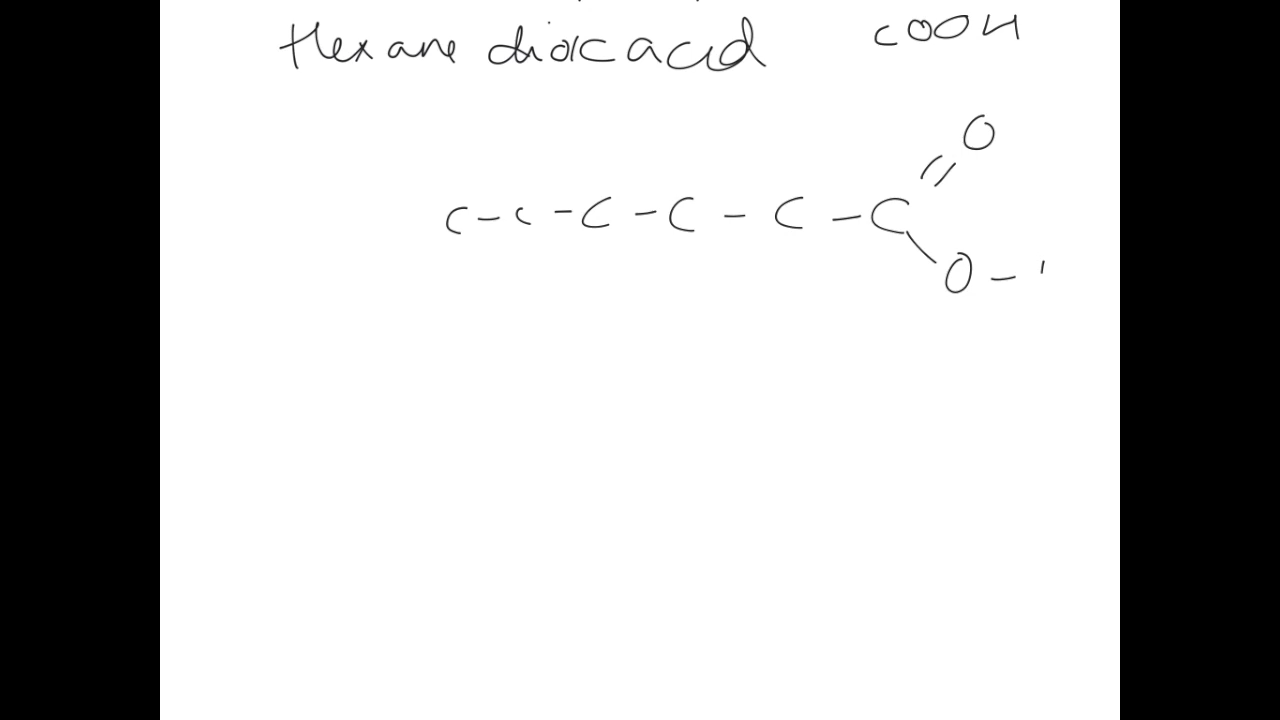 Hexane dioic acid COOH
O
C - C - C - C - C - C
O -